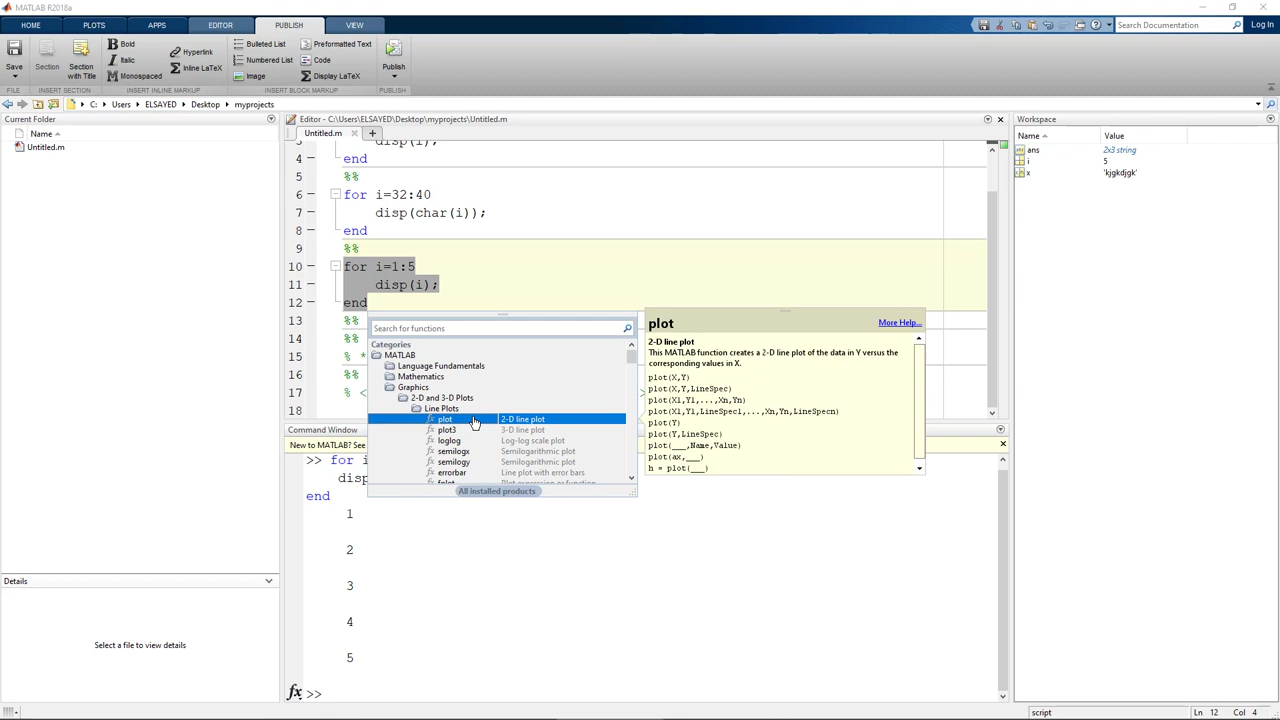 MATLAB R2018a
HOME PLOTS APPS EDITOR PUBLISH VIEW Search Documentation Log In
Bold Hyperlink Bulleted List Preformatted Text
Italic Inline LaTeX Numbered List Code
Monospaced Image Display LaTeX
Save Section Section with Title Publish
FILE INSERT SECTION INSERT INLINE MARKUP INSERT BLOCK MARKUP PUBLISH
C: Users ELSAYED Desktop myprojects
Current Folder
Name
Untitled.m
Details
Select a file to view details
Editor - C:\Users\ELSAYED\Desktop\myprojects\Untitled.m
Untitled.m
3 disp(i);
4 end
5 %%
6 for i=32:40
7 disp(char(i));
8 end
9 %%
10 for i=1:5
11 disp(i);
12 end
13 %%
14 %%
15 % *
16 %%
17 % <
18
Search for functions
Categories
MATLAB
Language Fundamentals
Mathematics
Graphics
2-D and 3-D Plots
Line Plots
plot 2-D line plot
plot3 3-D line plot
loglog Log-log scale plot
semilogx Semilogarithmic plot
semilogy Semilogarithmic plot
errorbar Line plot with error bars
fplot Plot expression or function
All installed products
plot More Help...
2-D line plot
This MATLAB function creates a 2-D line plot of the data in Y versus the
corresponding values in X.
plot(X,Y)
plot(X,Y,LineSpec)
plot(X1,Y1,...,Xn,Yn)
plot(X1,Y1,LineSpec1,...,Xn,Yn,LineSpecn)
plot(Y)
plot(Y,LineSpec)
plot(___,Name,Value)
plot(ax,___)
h = plot(___)
Command Window
New to MATLAB? See
>> for i
disp
end
1
2
3
4
5
fx >>
Workspace
Name Value
ans 2x3 string
i 5
x 'kjgkdjgk'
script Ln 12 Col 4